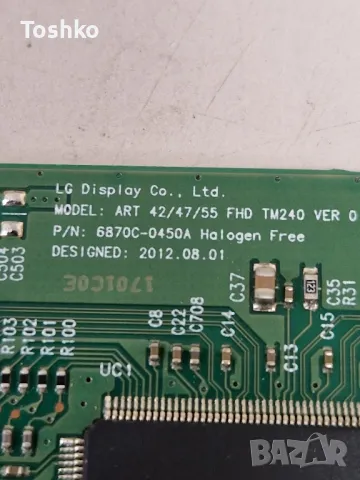 Toshko
LG Display Co., Ltd.
MODEL: ART 42/47/55 FHD TM240 VER 0
P/N: 6870C-0450A Halogen Free
DESIGNED: 2012.08.01
1701C0E
C504
C503
R103
R102
R101
R100
C8
C22
C708
C14
C37
C13
C15
C35
R31
12
UC1
BAZAR